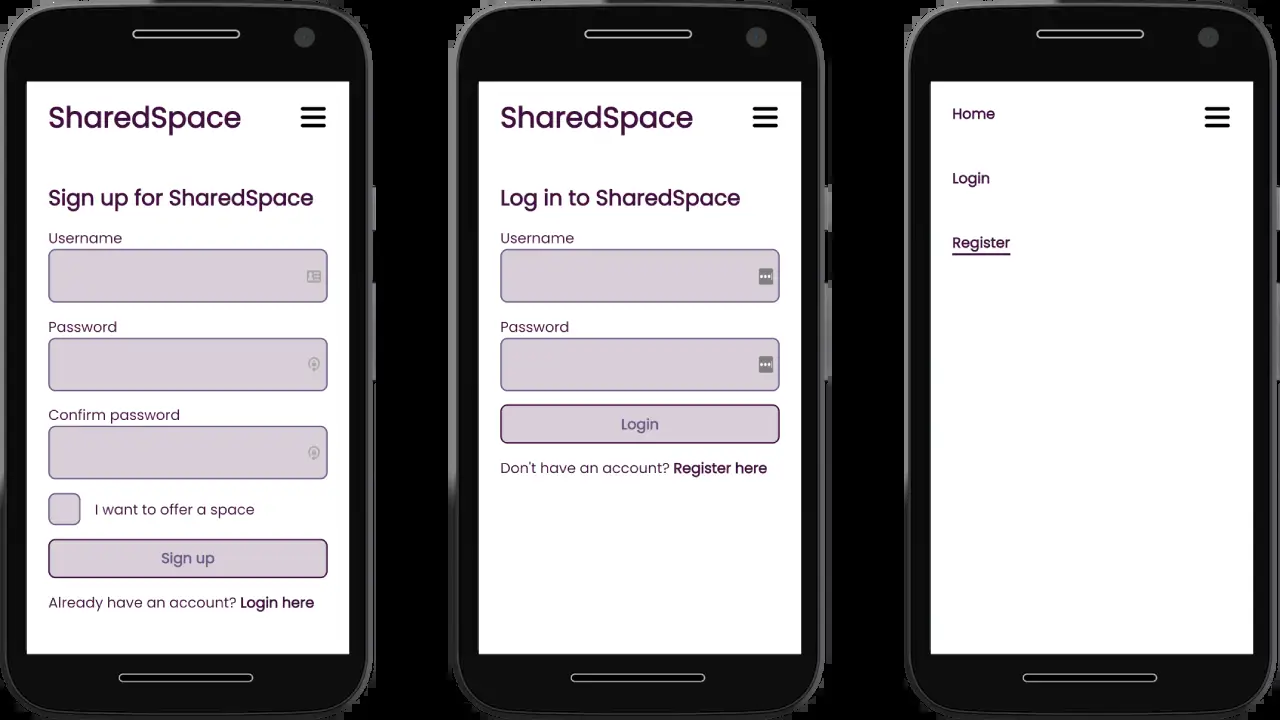 SharedSpace
Sign up for SharedSpace
Username
Password
Confirm password
I want to offer a space
Sign up
Already have an account? Login here
SharedSpace
Log in to SharedSpace
Username
Password
Login
Don't have an account? Register here
Home
Login
Register